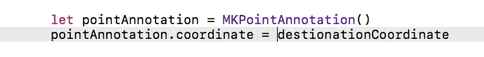 let pointAnnotation = MKPointAnnotation()
pointAnnotation.coordinate = destionationCoordinate